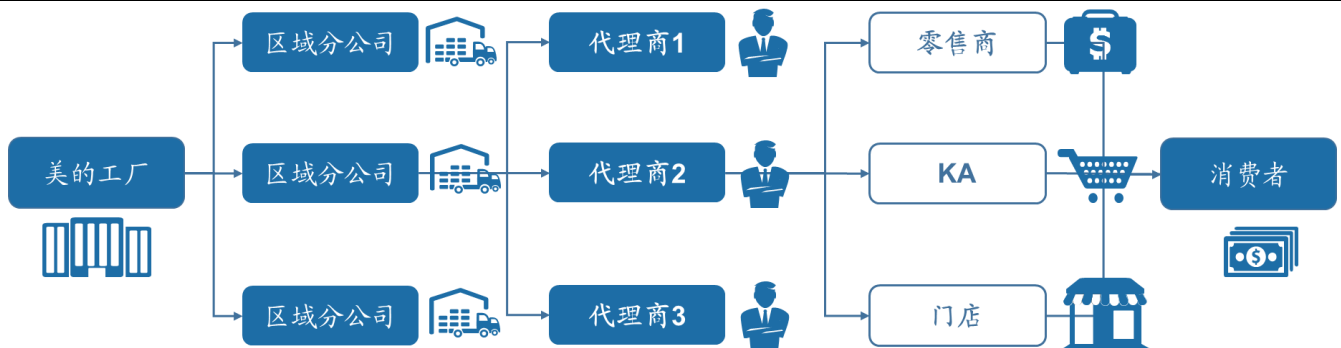 区域分公司
代理商1
零售商
$
美的工厂
区域分公司
代理商2
KA
消费者
$
区域分公司
代理商3
门店